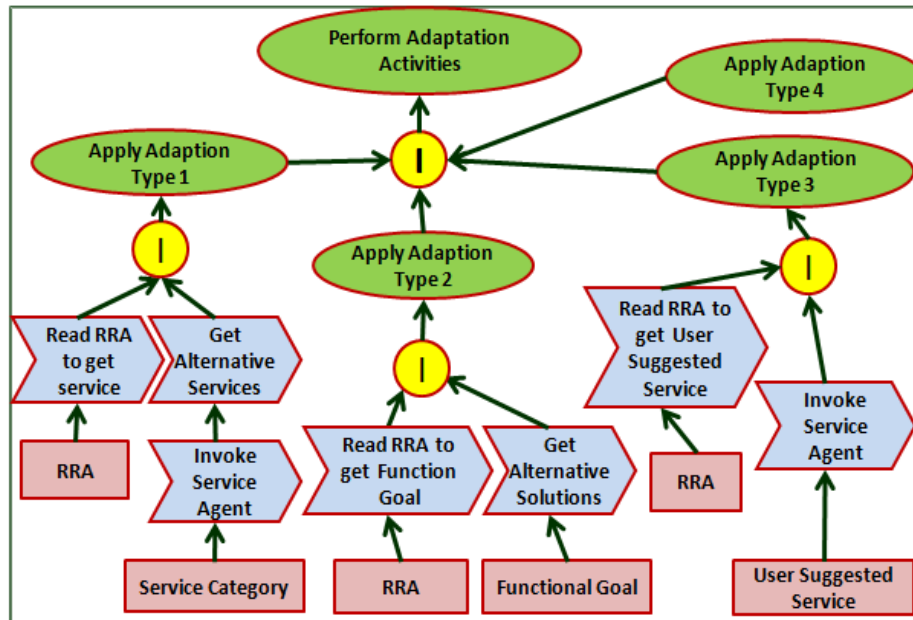 Perform Adaptation
Activities
Apply Adaption
Type 4
Apply Adaption
Type 1
I
Apply Adaption
Type 3
I
Apply Adaption
Type 2
I
Read RRA
to get
service
Get
Alternative
Services
Read RRA to
get User
Suggested
Service
I
Invoke
Service
Agent
Read RRA to
get Function
Goal
Get
Alternative
Solutions
Invoke
Service
Agent
RRA
RRA
Service Category
RRA
Functional Goal
User Suggested
Service